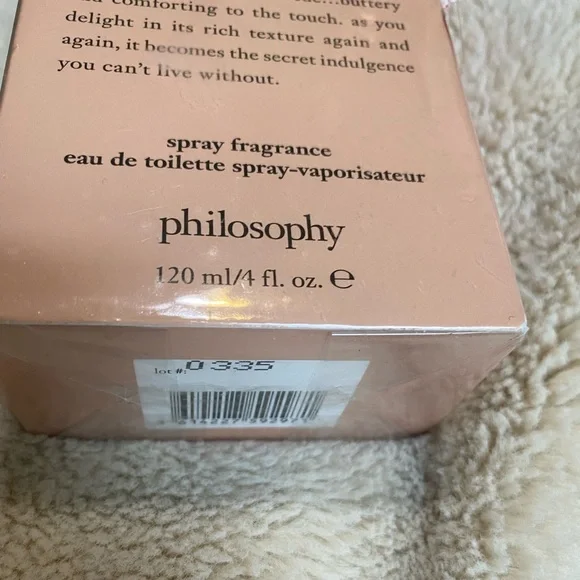 buttery
comforting to the touch. as you
delight in its rich texture again and
again, it becomes the secret indulgence
you can't live without.
spray fragrance
eau de toilette spray-vaporisateur
philosophy
120 ml/4 fl. oz. ℮
lot #: 0335